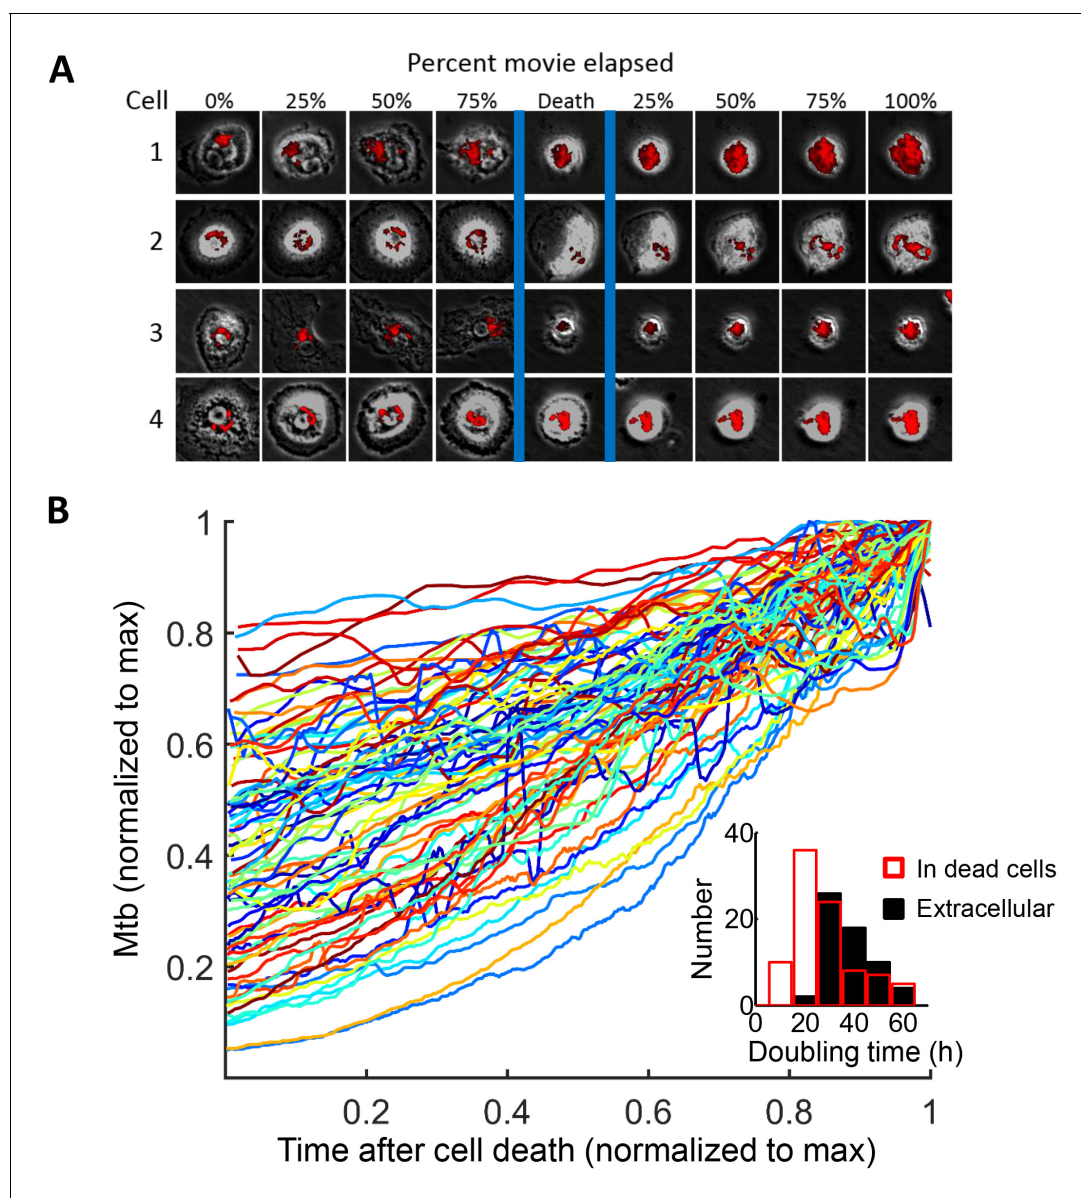 A
Percent movie elapsed
Cell 0% 25% 50% 75% Death 25% 50% 75% 100%
1
2
3
4
B
1
0.8
0.6
0.4
0.2
Mtb (normalized to max)
0.2 0.4 0.6 0.8 1
Time after cell death (normalized to max)
40
20
0
Number
0 20 40 60
Doubling time (h)
In dead cells
Extracellular